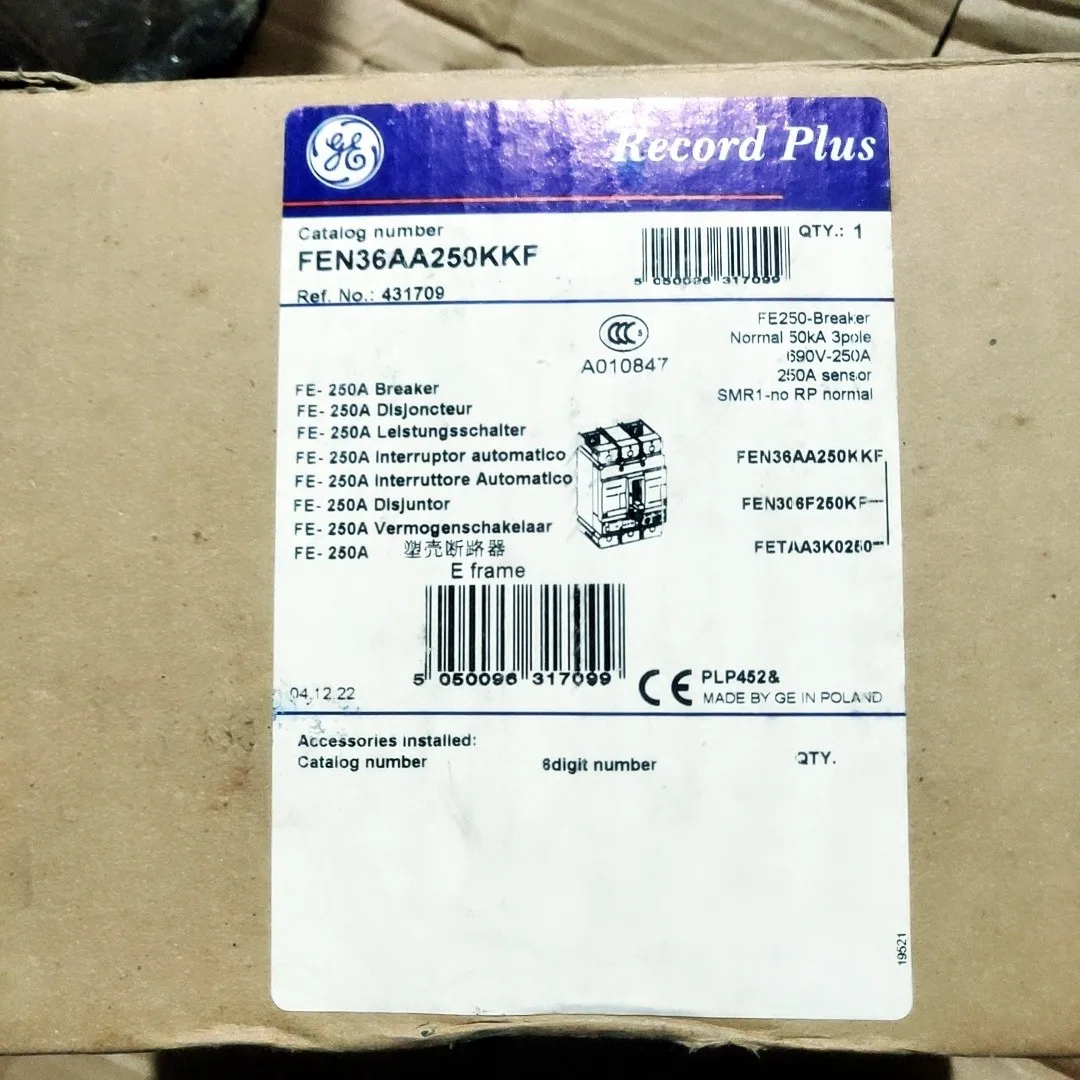 GE
Record Plus
Catalog number
FEN36AA250KKF
Ref. No.: 431709
5 050096 317099
QTY.: 1
FE250-Breaker
Normal 50kA 3pole
690V-250A
250A sensor
SMR1-no RP normal
CCC S
A010847
FE- 250A Breaker
FE- 250A Disjoncteur
FE- 250A Leistungsschalter
FE- 250A Interruptor automatico
FE- 250A Interruttore Automatico
FE- 250A Disjuntor
FE- 250A Vermogenschakelaar
FE- 250A 塑壳断路器
E frame
FEN36AA250KKF
FEN306F250KF
FETAA3K0250
5 050096 317099
04.12.22
CE
PLP452&
MADE BY GE IN POLAND
Accessories installed:
Catalog number 6digit number QTY.
19521